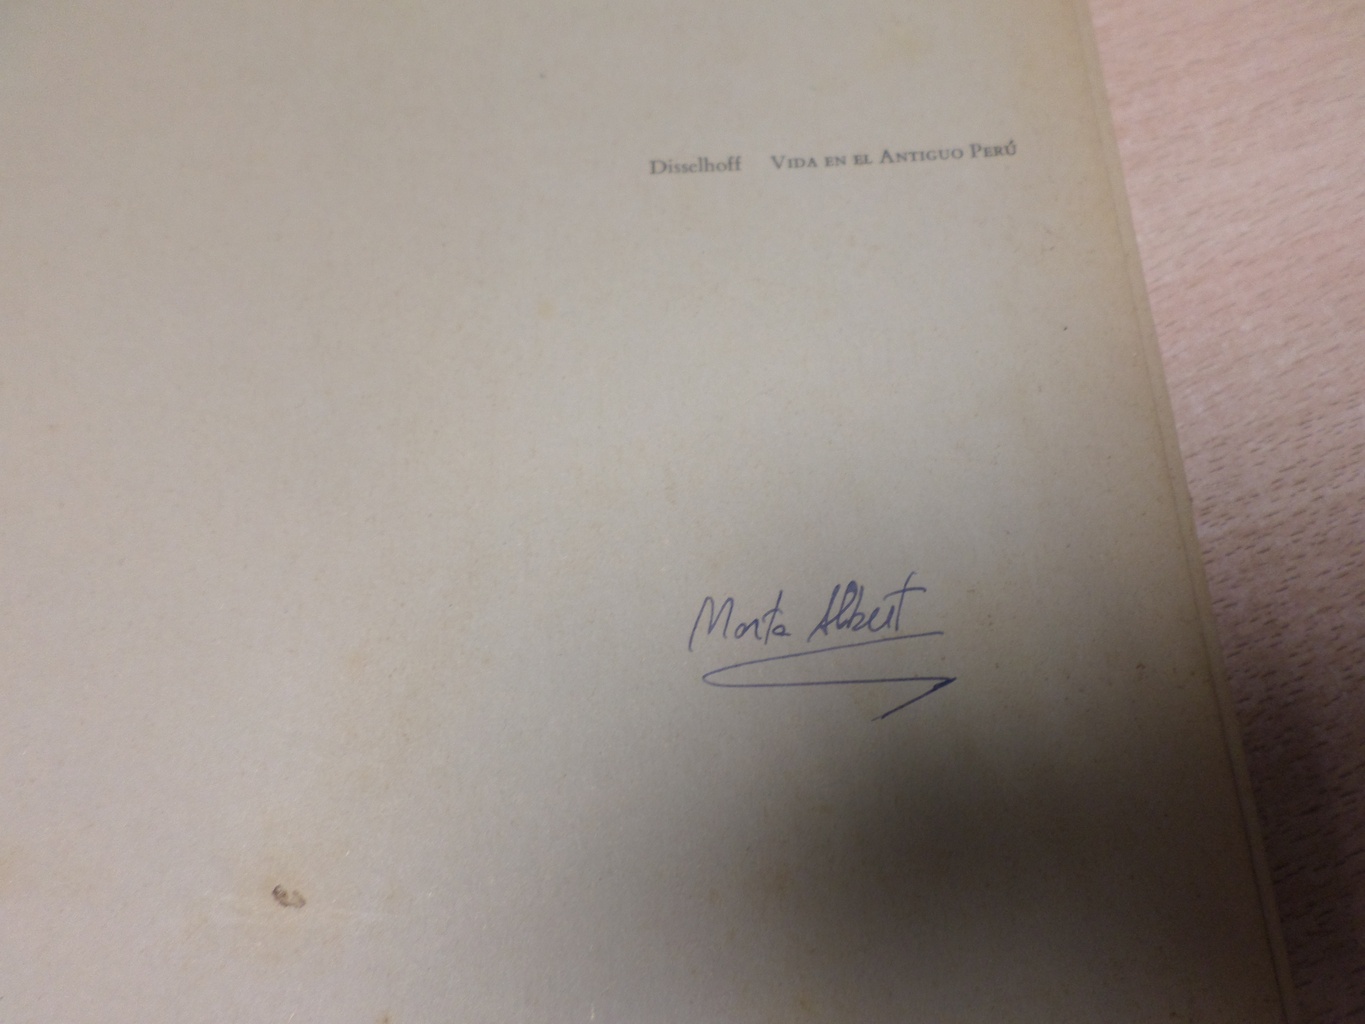 Disselhoff VIDA EN EL ANTIGUO PERÚ
Marta Albert